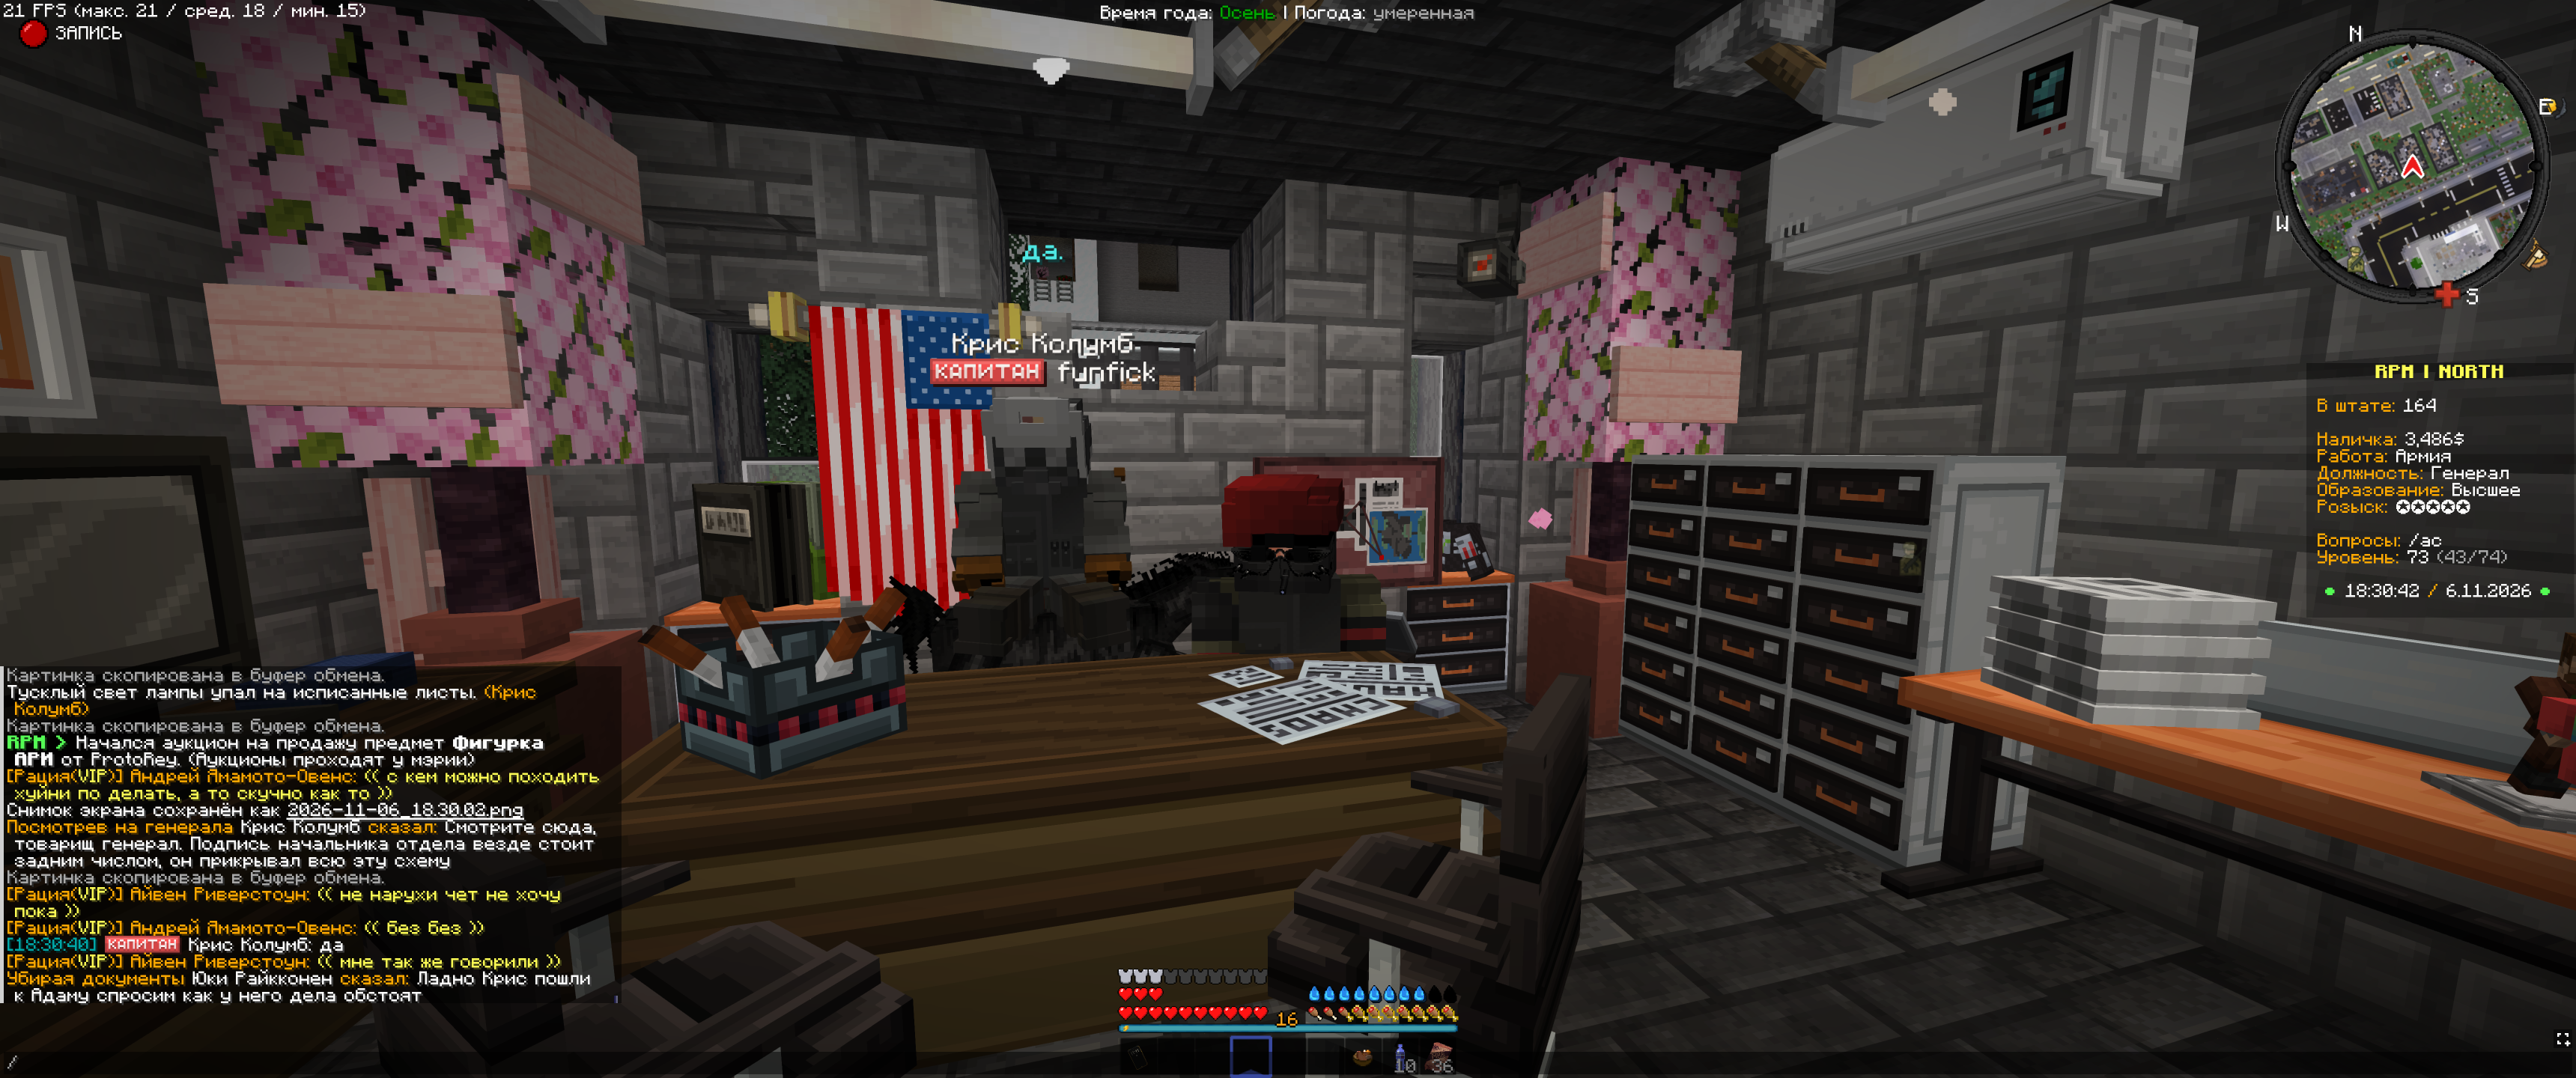 21 FPS (макс. 21 / сред. 18 / мин. 15)
ЗАПИСЬ
Время года: Осень | Погода: умеренная
N
E
W
S
да.
Крис Колумб
КАПИТАН funfick
RPM | NORTH
В штате: 164
Наличка: 3,486$
Работа: Армия
Должность: Генерал
Образование: Высшее
Розыск: ✪✪✪✪✪
Вопросы: /ac
Уровень: 73 (43/74)
18:30:42 / 6.11.2026
Картинка скопирована в буфер обмена.
Тусклый свет лампы упал на исписанные листы. (Крис
Колумб)
Картинка скопирована в буфер обмена.
RPM > Начался аукцион на продажу предмет Фигурка
АРМ от ProtoRey. (Аукционы проходят у мэрии)
[Рация(VIP)] Андрей Ямамото-Овенс: (( с кем можно походить
хуйни по делать, а то скучно как то ))
Снимок экрана сохранён как 2026-11-06_18.30.02.png
Посмотрев на генерала Крис Колумб сказал: Смотрите сюда,
товарищ генерал. Подпись начальника отдела везде стоит
задним числом, он прикрывал всю эту схему
Картинка скопирована в буфер обмена.
[Рация(VIP)] Айвен Риверстоун: (( не нарухи чет не хочу
пока ))
[Рация(VIP)] Андрей Ямамото-Овенс: (( без без ))
[18:30:40] КАПИТАН Крис Колумб: да
[Рация(VIP)] Айвен Риверстоун: (( мне так же говорили ))
Убирая документы Юки Райкконен сказал: Ладно Крис пошли
к Адаму спросим как у него дела обстоят
16
10
36
/